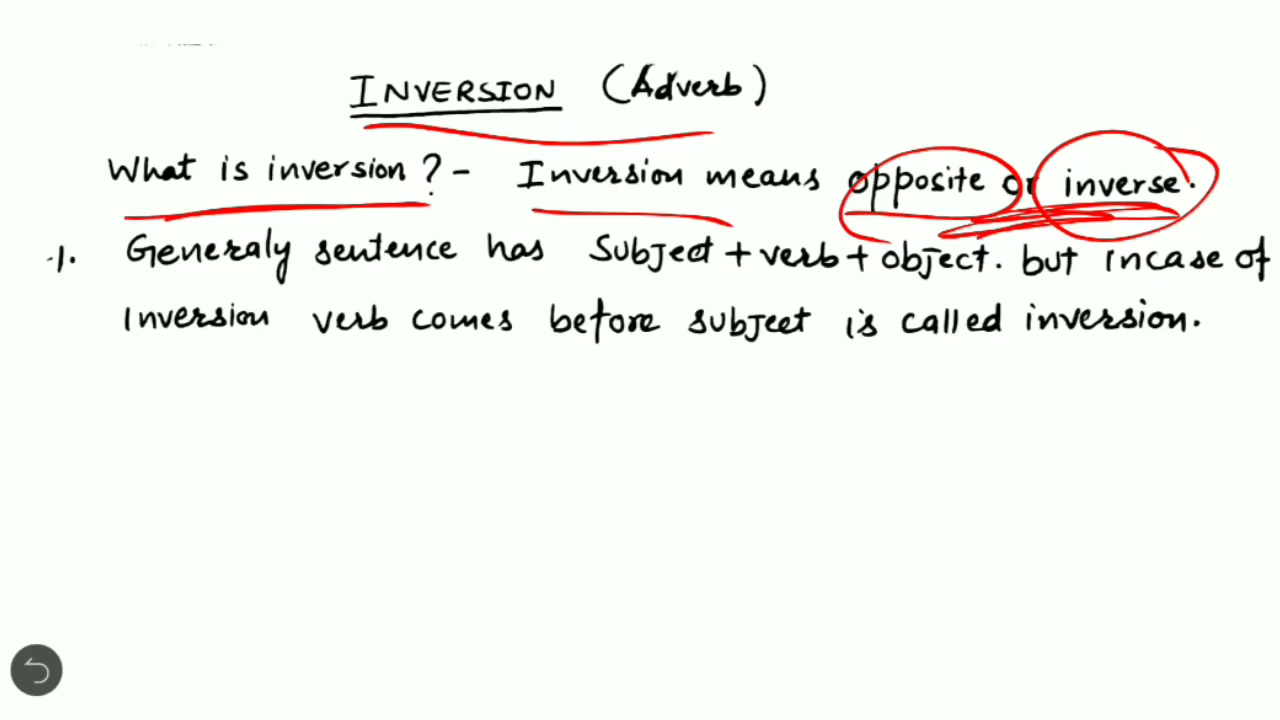 INVERSION (Adverb)
What is inversion? - Inversion means opposite or inverse.
1. Generaly sentence has Subject + verb + object. but incase of
Inversion verb comes before subject is called inversion.